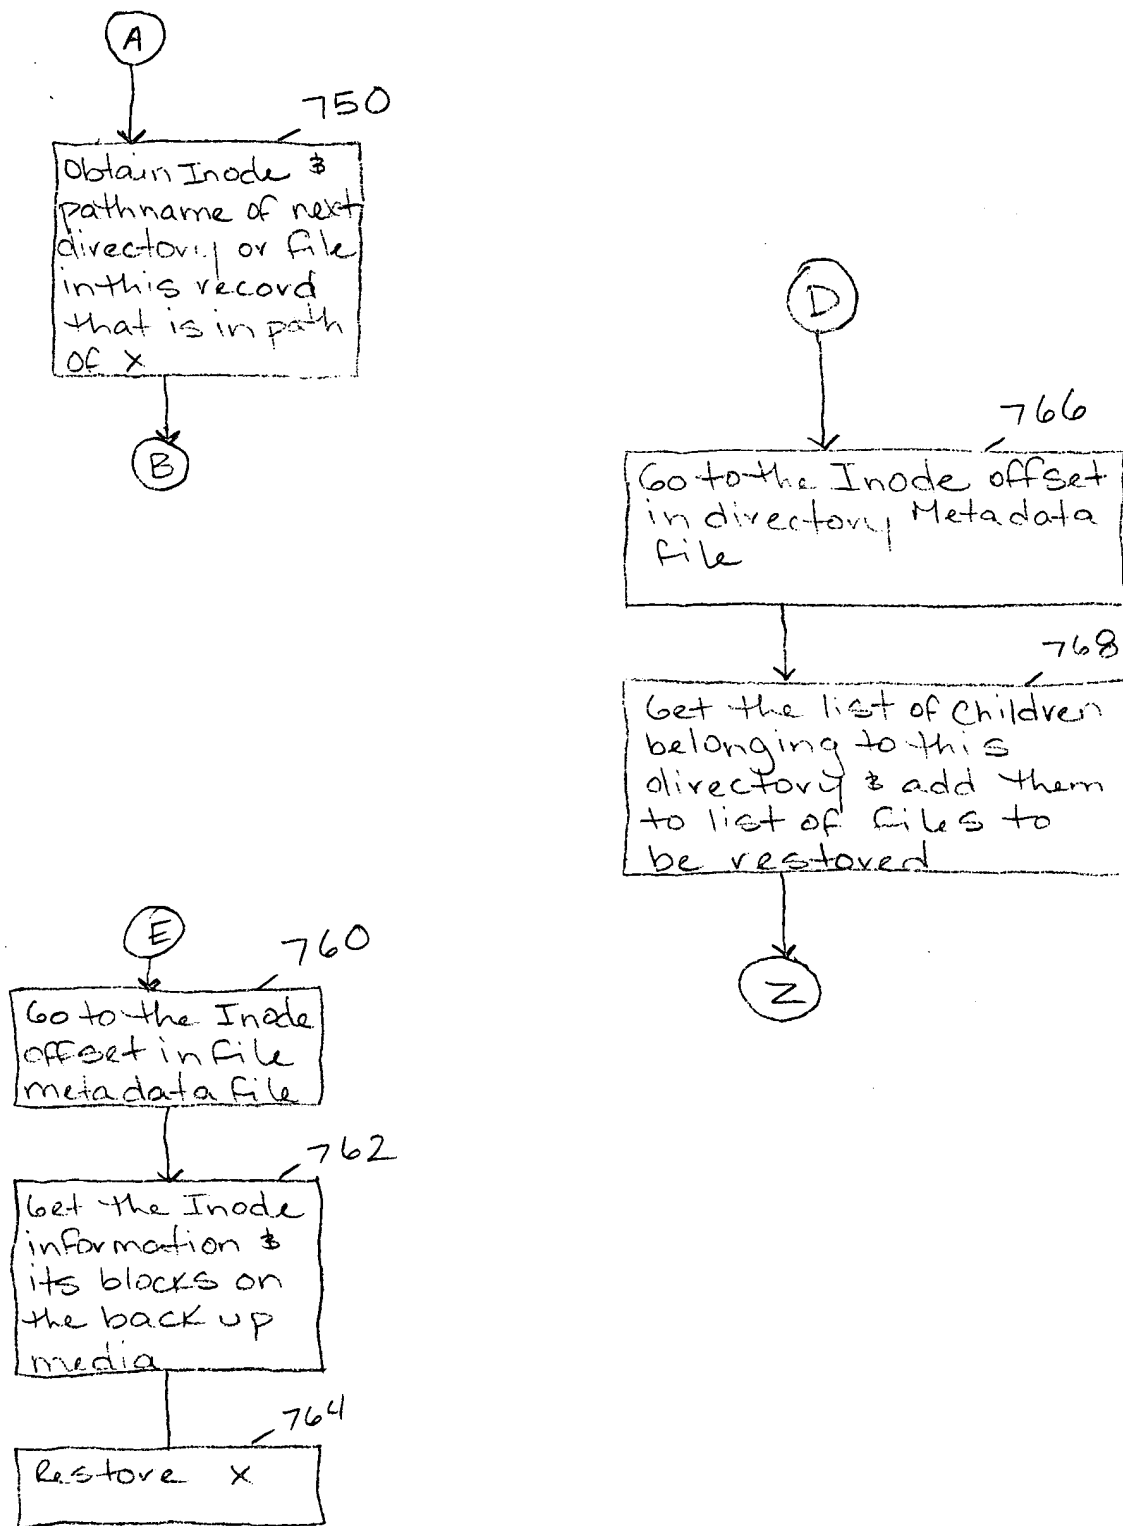 A
750
Obtain Inode &
pathname of next
directory or file
in this record
that is in path
of x
B
D
766
Go to the Inode offset
in directory Metadata
file
768
Get the list of Children
belonging to this
directory & add them
to list of files to
be restored
Z
E
760
Go to the Inode
offset in file
metadata file
762
Get the Inode
information &
its blocks on
the back up
media
764
Restore x